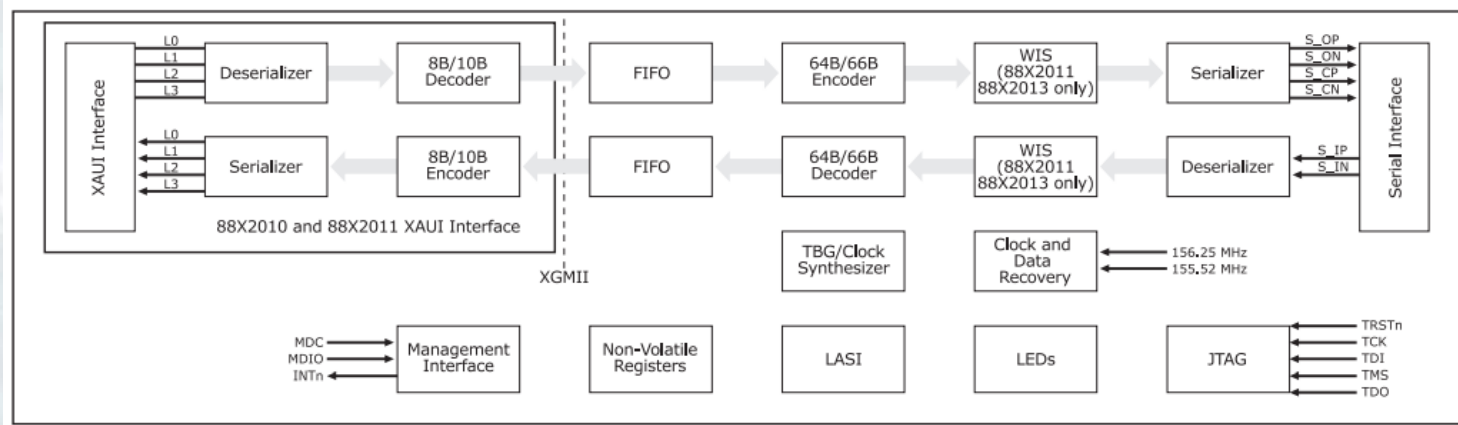 XAUI Interface
L0
L1
L2
L3
Deserializer
8B/10B
Decoder
FIFO
64B/66B
Encoder
WIS
(88X2011
88X2013 only)
Serializer
S_OP
S_ON
S_CP
S_CN
Serial Interface
L0
L1
L2
L3
Serializer
8B/10B
Encoder
FIFO
64B/66B
Decoder
WIS
(88X2011
88X2013 only)
Deserializer
S_IP
S_IN
88X2010 and 88X2011 XAUI Interface
XGMII
TBG/Clock
Synthesizer
Clock and
Data
Recovery
156.25 MHz
155.52 MHz
MDC
MDIO
INTn
Management
Interface
Non-Volatile
Registers
LASI
LEDs
JTAG
TRSTn
TCK
TDI
TMS
TDO